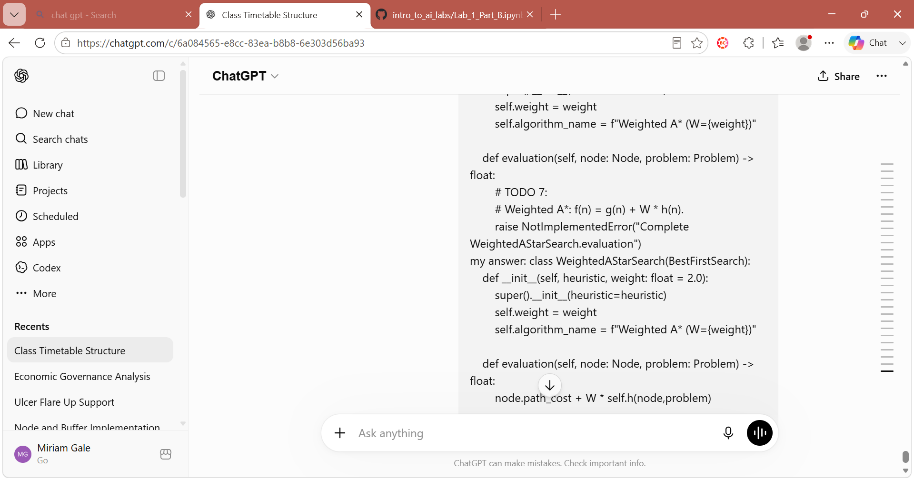 chat gpt - Search
Class Timetable Structure
intro_to_ai_labs/Lab_1_Part_B.ipynb
https://chatgpt.com/c/6a084565-e8cc-83ea-b8b8-6e303d56ba93
Chat
ChatGPT
Share
New chat
Search chats
Library
Projects
Scheduled
Apps
Codex
More
Recents
Class Timetable Structure
Economic Governance Analysis
Ulcer Flare Up Support
Node and Buffer Implementation
MG
Miriam Gale
Go
self.weight = weight
self.algorithm_name = f"Weighted A* (W={weight})"
def evaluation(self, node: Node, problem: Problem) ->
float:
# TODO 7:
# Weighted A*: f(n) = g(n) + W * h(n).
raise NotImplementedError("Complete
WeightedAStarSearch.evaluation")
my answer: class WeightedAStarSearch(BestFirstSearch):
def __init__(self, heuristic, weight: float = 2.0):
super().__init__(heuristic=heuristic)
self.weight = weight
self.algorithm_name = f"Weighted A* (W={weight})"
def evaluation(self, node: Node, problem: Problem) ->
float:
node.path_cost + W * self.h(node,problem)
Ask anything
ChatGPT can make mistakes. Check important info.